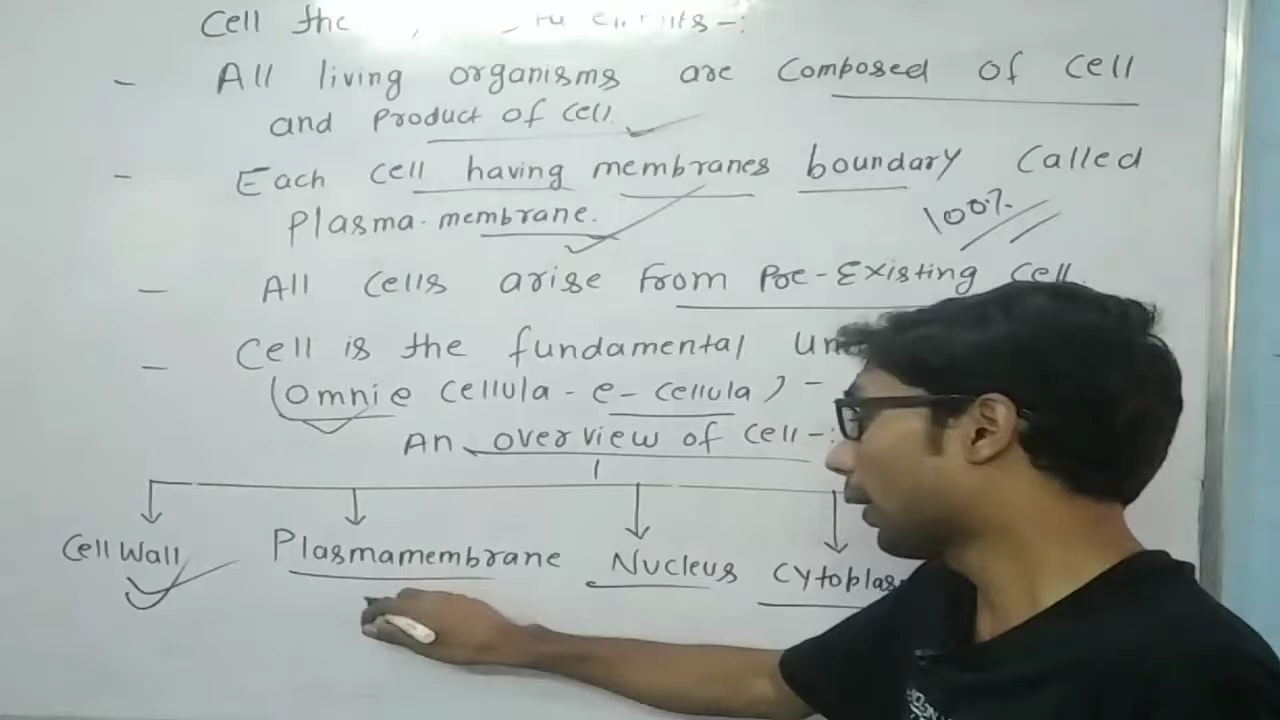 Cell the
- All living organisms are composed of cell
and Product of cell.
- Each cell having membranes boundary called
Plasma-membrane.
100%
- All cells arise From Pre-Existing cell.
- Cell is the fundamental
(Omnie cellula - e - cellula) -
An overview of cell -:
Cell Wall Plasmamembrane Nucleus Cytoplas